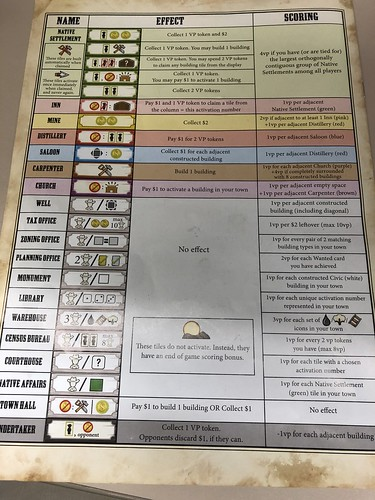 NAME EFFECT SCORING
NATIVE
SETTLEMENT
Collect 1 VP token and $2
Collect 1 VP token. You may build 1 building
These tiles are built
automatically when
claimed.
Collect 1 VP token. You may spend 2 VP tokens
to claim any building tile from the display
These tiles activate
once immediately
when claimed,
and never again.
Collect 1 VP token.
You may pay $1 to activate 1 building
Collect 2 VP tokens
4vp if you have (or are tied for)
the largest orthogonally
contiguous group of Native
Settlements among all players
INN
Pay $1 and 1 VP token to claim a tile from
the column = this activation number
1vp per adjacent
Native Settlement (green)
MINE
Collect $2
2vp if adjacent to at least 1 Inn (pink)
+1vp per adjacent Distillery (red)
DISTILLERY
Pay $1 for 2 VP tokens
1vp per adjacent Saloon (blue)
SALOON
Collect $1 for each adjacent
constructed building
1vp per adjacent Distillery (red)
CARPENTER
Build 1 building
1vp for each adjacent Church (purple)
+4vp if completely surrounded
with 8 constructed buildings
CHURCH
Pay $1 to activate a building in your town
1vp per adjacent empty space
+1vp per adjacent Carpenter (brown)
WELL
1vp per adjacent constructed
building (including diagonal)
TAX OFFICE
max
10
1vp per $2 leftover (max 10vp)
ZONING OFFICE
1vp for every pair of 2 matching
building types in your town
PLANNING OFFICE
2
2vp for each Wanted card
you have achieved
No effect
MONUMENT
1vp for each constructed Civic (white)
building in your town
LIBRARY
1vp for each unique activation number
represented in your town
WAREHOUSE
3
3vp for each set of
icons in your town
CENSUS BUREAU
1vp for every 2 vp tokens
you have (max 8vp)
These tiles do not activate. Instead, they
have an end of game scoring bonus.
COURTHOUSE
?
1vp for each tile with a chosen
activation number
NATIVE AFFAIRS
1vp for each Native Settlement
(green) tile in your town
TOWN HALL
Pay $1 to build 1 building OR Collect $1
No effect
NDERTAKER
, opponent
Collect 1 VP token.
Opponents discard $1, if they can.
-1vp for each adjacent building